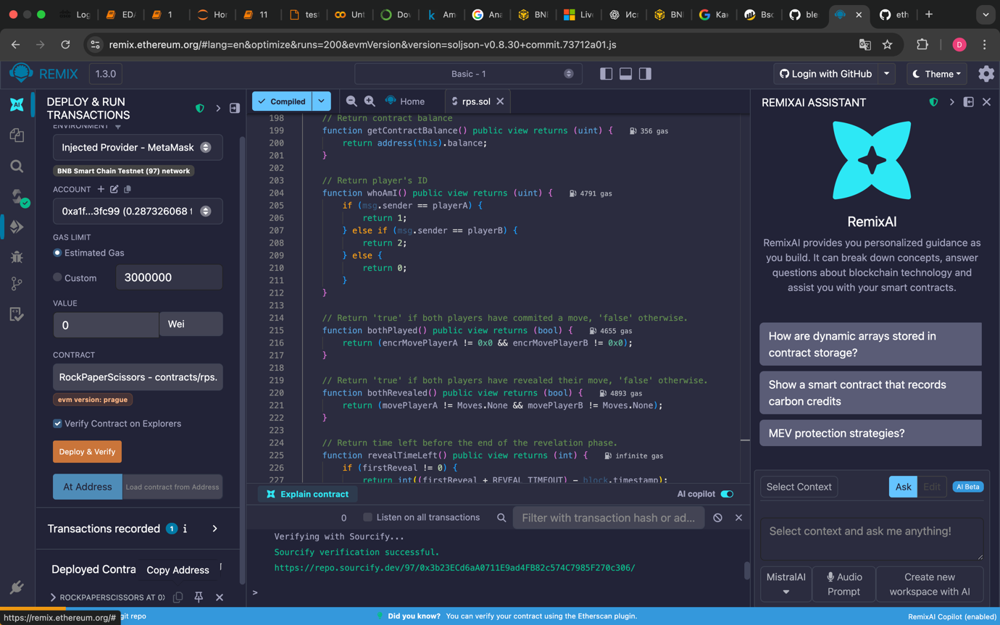 Log
ED
1
Hor
11
tes
Unt
Dov
k
Am
Ana
BN
Live
Исг
BN
G
Как
Bsc
ble
eth
remix.ethereum.org/#lang=en&optimize&runs=200&evmVersion&version=soljson-v0.8.30+commit.73712a01.js
D
REMIX
1.3.0
Basic - 1
Login with GitHub
Theme
AI
DEPLOY & RUN
TRANSACTIONS
ENVIRONMENT
Injected Provider - MetaMask
BNB Smart Chain Testnet (97) network
ACCOUNT
0xa1f...3fc99 (0.287326068 t
GAS LIMIT
Estimated Gas
Custom
3000000
VALUE
0
Wei
CONTRACT
RockPaperScissors - contracts/rps.
evm version: prague
Verify Contract on Explorers
Deploy & Verify
At Address
Load contract from Address
Transactions recorded 1 i
Deployed Contra
Copy Address
ROCKPAPERSCISSORS AT 0X
https://remix.ethereum.org/#
git repo
Compiled
Home
rps.sol
198 // Return contract balance
199 function getContractBalance() public view returns (uint) { 356 gas
200 return address(this).balance;
201 }
202
203 // Return player's ID
204 function whoAmI() public view returns (uint) { 4791 gas
205 if (msg.sender == playerA) {
206 return 1;
207 } else if (msg.sender == playerB) {
208 return 2;
209 } else {
210 return 0;
211 }
212 }
213
214 // Return 'true' if both players have commited a move, 'false' otherwise.
215 function bothPlayed() public view returns (bool) { 4655 gas
216 return (encrMovePlayerA != 0x0 && encrMovePlayerB != 0x0);
217 }
218
219 // Return 'true' if both players have revealed their move, 'false' otherwise.
220 function bothRevealed() public view returns (bool) { 4893 gas
221 return (movePlayerA != Moves.None && movePlayerB != Moves.None);
222 }
223
224 // Return time left before the end of the revelation phase.
225 function revealTimeLeft() public view returns (int) { infinite gas
226 if (firstReveal != 0) {
227 return int((firstReveal + REVEAL_TIMEOUT) - block.timestamp);
Explain contract
AI copilot
0
Listen on all transactions
Filter with transaction hash or ad...
Verifying with Sourcify...
Sourcify verification successful.
https://repo.sourcify.dev/97/0x3b23ECd6aA0711E9ad4FB82c574C7985F270c306/
>
Did you know? You can verify your contract using the Etherscan plugin.
REMIXAI ASSISTANT
RemixAI
RemixAI provides you personalized guidance as
you build. It can break down concepts, answer
questions about blockchain technology and
assist you with your smart contracts.
How are dynamic arrays stored in
contract storage?
Show a smart contract that records
carbon credits
MEV protection strategies?
Select Context
Ask
Edit
AI Beta
Select context and ask me anything!
MistralAI
Audio
Prompt
Create new
workspace with AI
RemixAI Copilot (enabled)